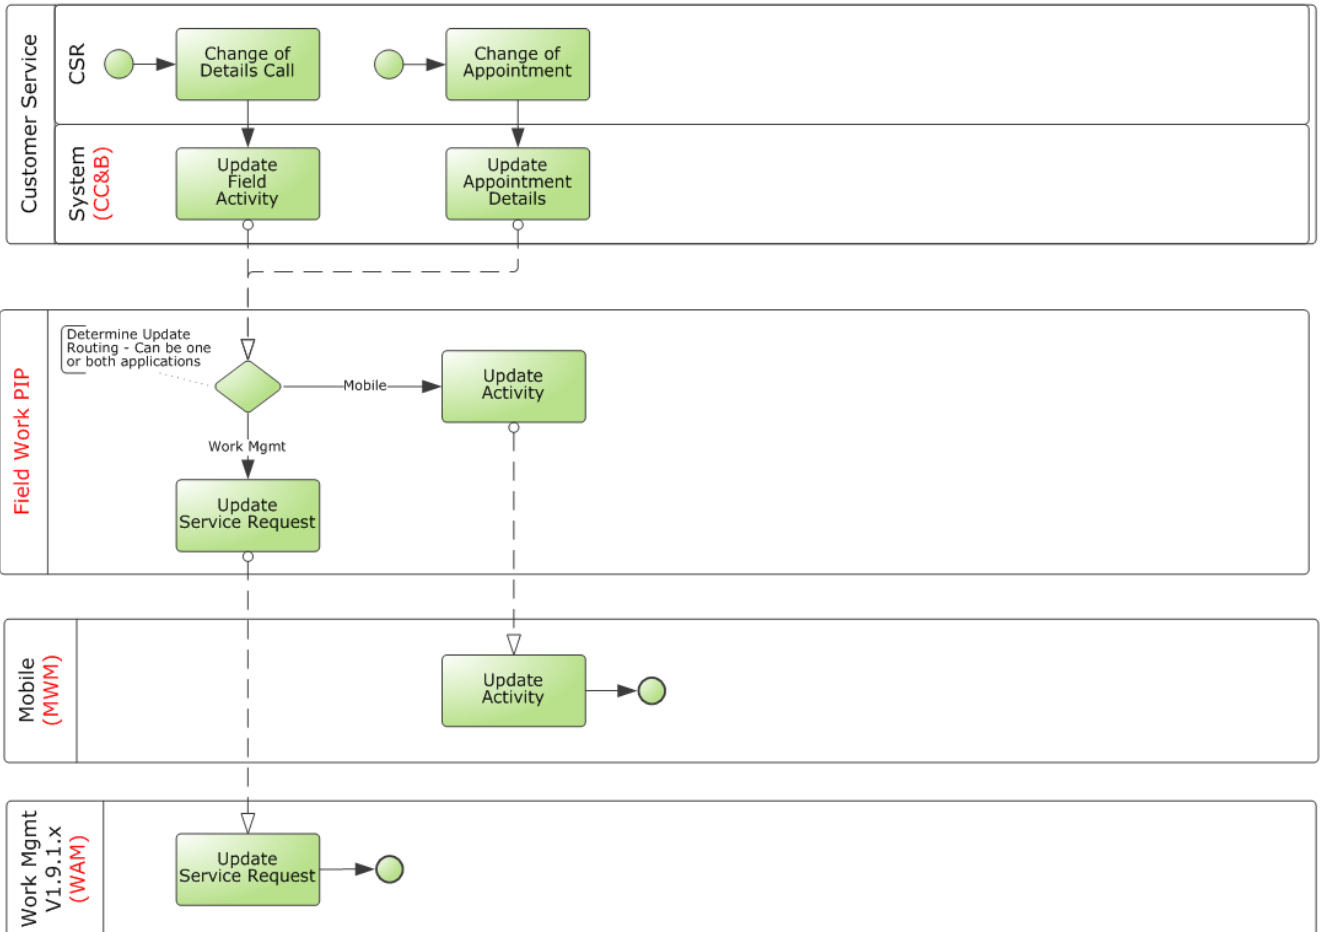 Customer Service
CSR
Change of
Details Call
Change of
Appointment
System
(CC&B)
Update
Field
Activity
Update
Appointment
Details
Field Work PIP
Determine Update
Routing - Can be one
or both applications
Mobile
Update
Activity
Work Mgmt
Update
Service Request
Mobile
(MWM)
Update
Activity
Work Mgmt
V1.9.1.x
(WAM)
Update
Service Request